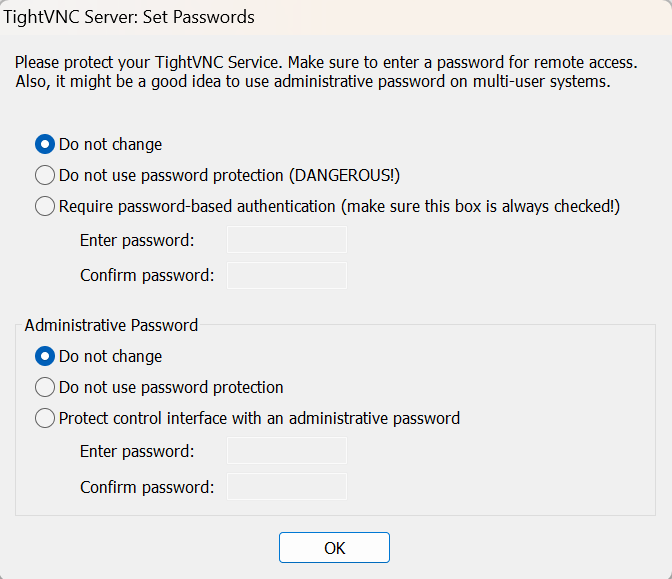 TightVNC Server: Set Passwords
Please protect your TightVNC Service. Make sure to enter a password for remote access.
Also, it might be a good idea to use administrative password on multi-user systems.
Do not change
Do not use password protection (DANGEROUS!)
Require password-based authentication (make sure this box is always checked!)
Enter password:
Confirm password:
Administrative Password
Do not change
Do not use password protection
Protect control interface with an administrative password
Enter password:
Confirm password:
OK